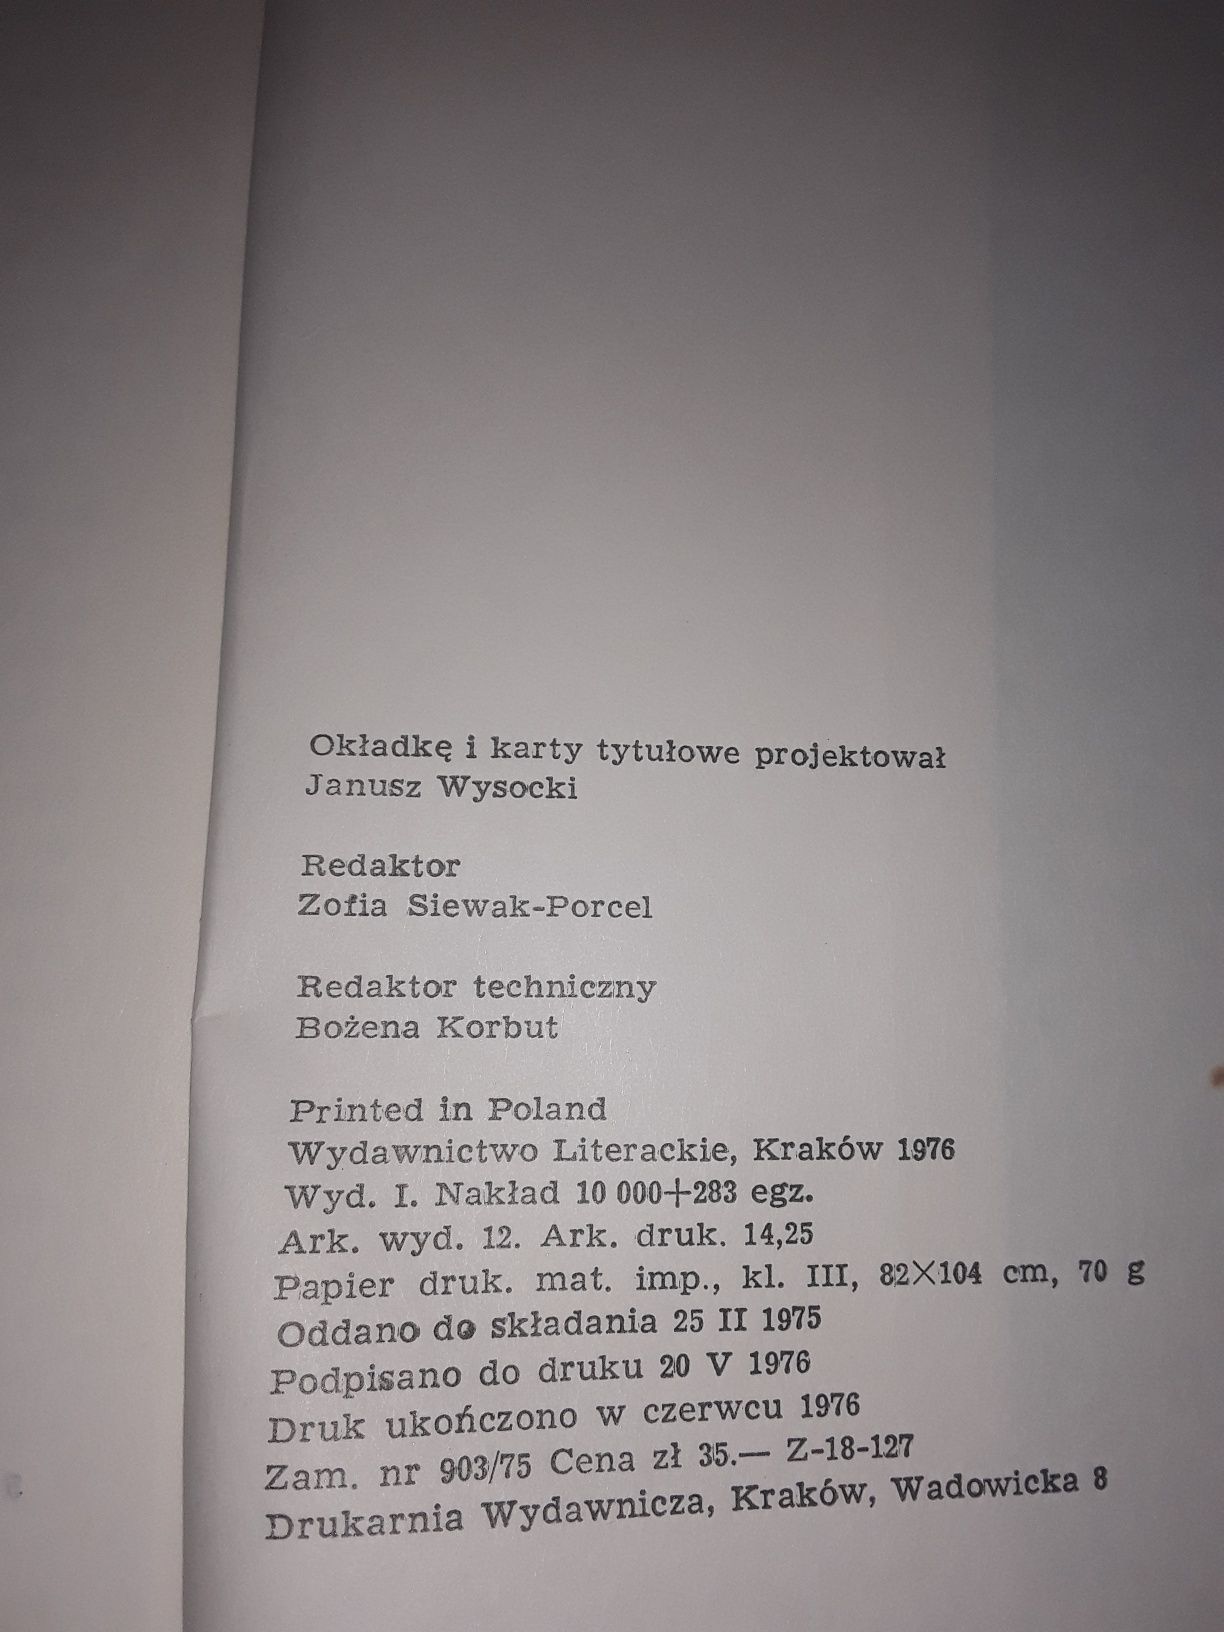 Okładkę i karty tytułowe projektował
Janusz Wysocki
Redaktor
Zofia Siewak-Porcel
Redaktor techniczny
Bożena Korbut
Printed in Poland
Wydawnictwo Literackie, Kraków 1976
Wyd. I. Nakład 10 000+283 egz.
Ark. wyd. 12. Ark. druk. 14,25
Papier druk. mat. imp., kl. III, 82×104 cm, 70 g
Oddano do składania 25 II 1975
Podpisano do druku 20 V 1976
Druk ukończono w czerwcu 1976
Zam. nr 903/75 Cena zł 35.— Z-18-127
Drukarnia Wydawnicza, Kraków, Wadowicka 8